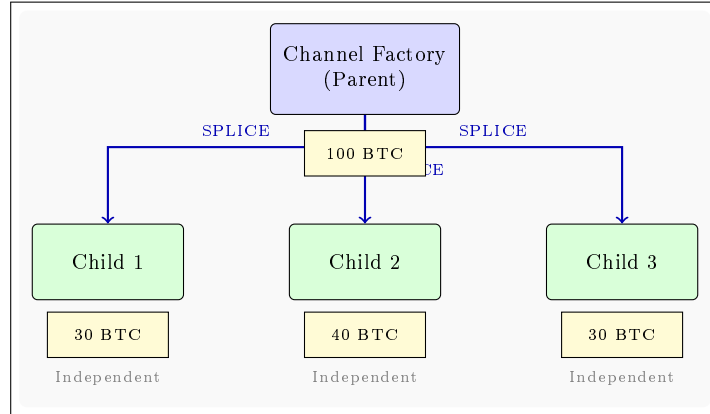 Channel Factory
(Parent)
SPLICE
SPLICE
100 BTC
CE
Child 1
Child 2
Child 3
30 BTC
40 BTC
30 BTC
Independent
Independent
Independent